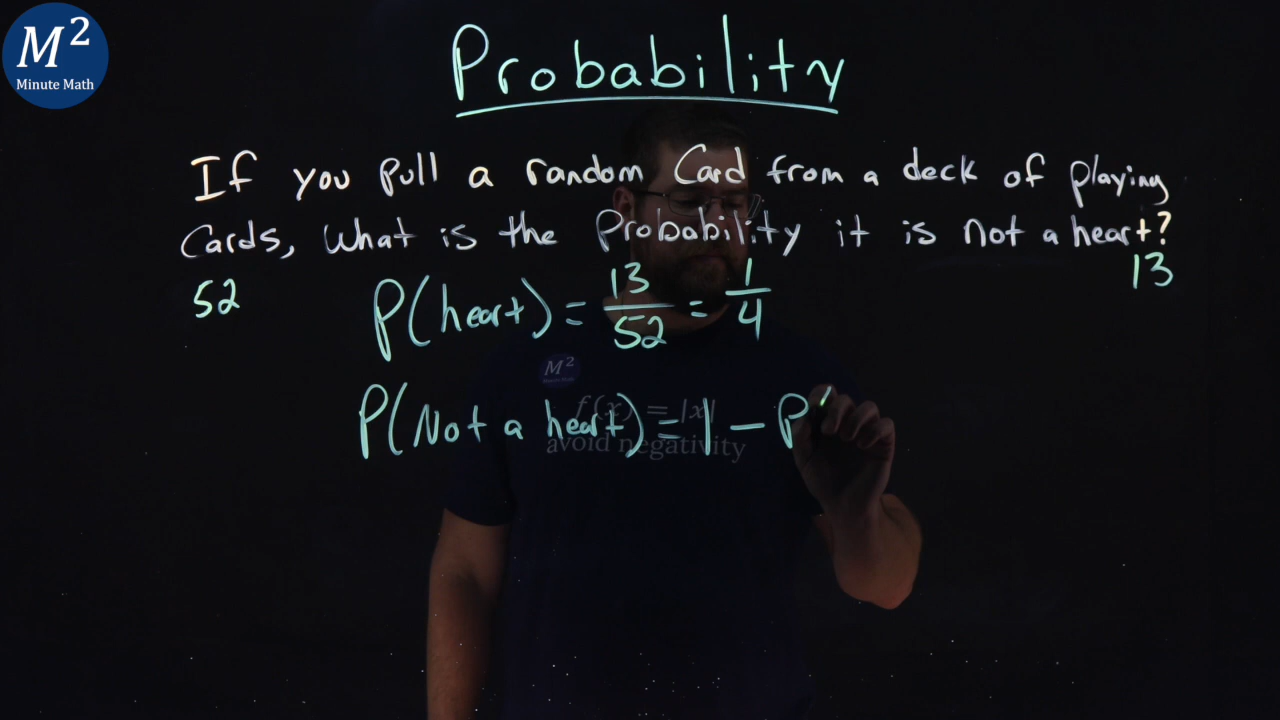 M²
Minute Math
Probability
If you pull a random Card from a deck of playing
Cards, What is the Probability it is not a heart?
52
13
P(heart) = 13/52 = 1/4
M²
f(x) = |x|
avoid negativity
P(Not a heart) = 1 - P(